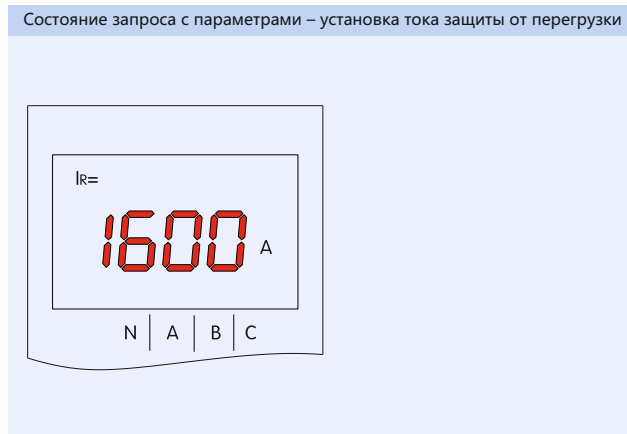 Состояние запроса с параметрами – установка тока защиты от перегрузки
IR=
1600 A
N | A | B | C